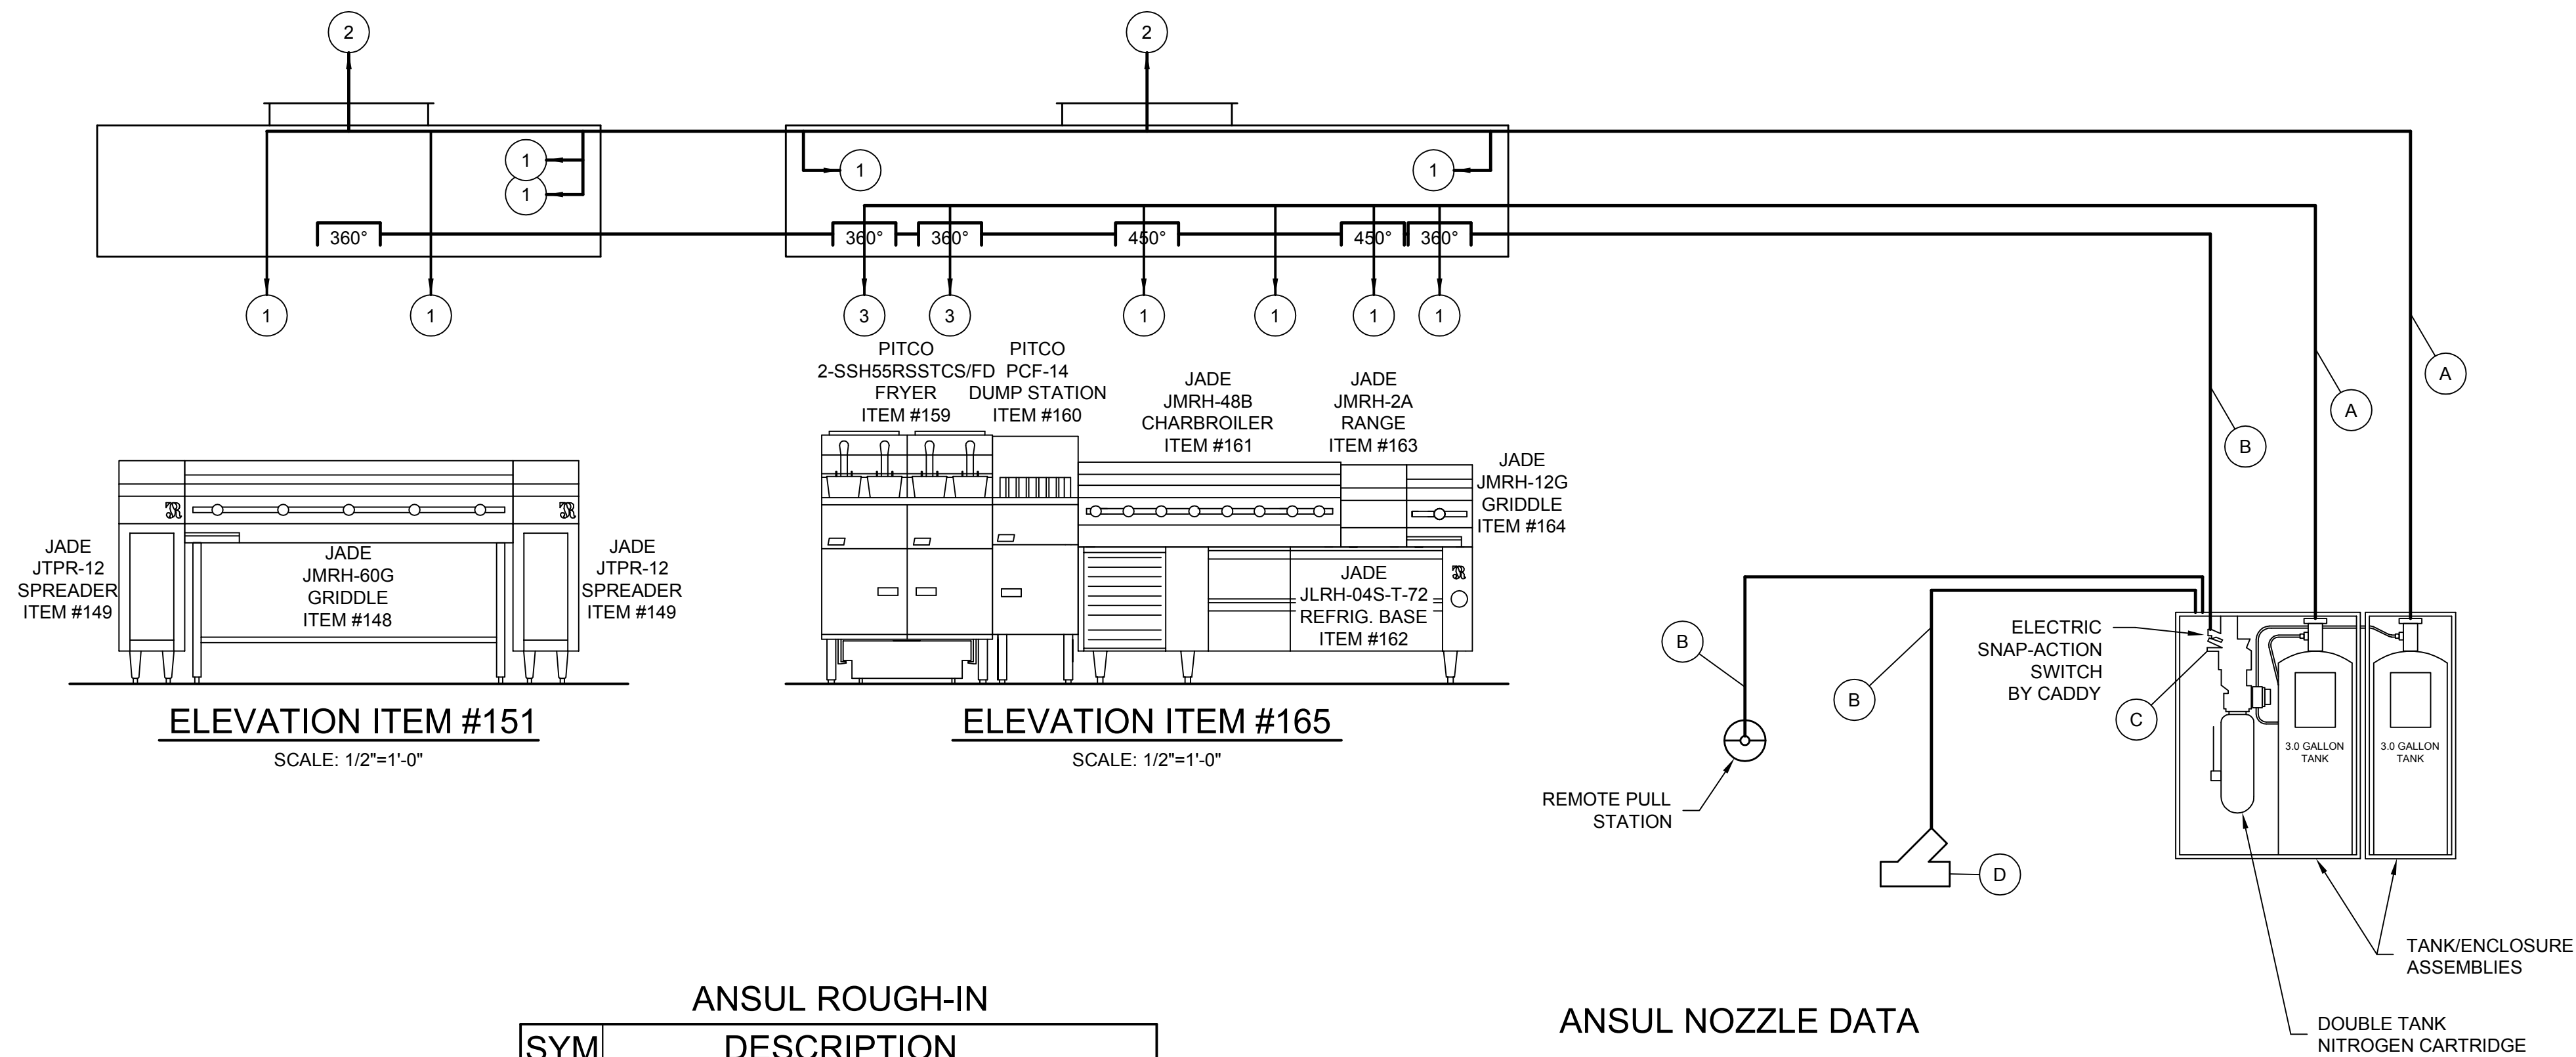 2
2
1
1
1
1
360°
360°
360°
450°
450°
360°
1
1
3
3
1
1
1
1
A
A
B
PITCO
2-SSH55RSSTCS/FD
FRYER
ITEM #159
PITCO
PCF-14
DUMP STATION
ITEM #160
JADE
JMRH-48B
CHARBROILER
ITEM #161
JADE
JMRH-2A
RANGE
ITEM #163
JADE
JMRH-12G
GRIDDLE
ITEM #164
JADE
JTPR-12
SPREADER
ITEM #149
JADE
JMRH-60G
GRIDDLE
ITEM #148
JADE
JTPR-12
SPREADER
ITEM #149
JADE
JLRH-04S-T-72
REFRIG. BASE
ITEM #162
B
B
ELECTRIC
SNAP-ACTION
SWITCH
BY CADDY
C
3.0 GALLON
TANK
3.0 GALLON
TANK
ELEVATION ITEM #151
SCALE: 1/2"=1'-0"
ELEVATION ITEM #165
SCALE: 1/2"=1'-0"
REMOTE PULL
STATION
D
TANK/ENCLOSURE
ASSEMBLIES
DOUBLE TANK
NITROGEN CARTRIDGE
ANSUL ROUGH-IN
SYM DESCRIPTION
ANSUL NOZZLE DATA